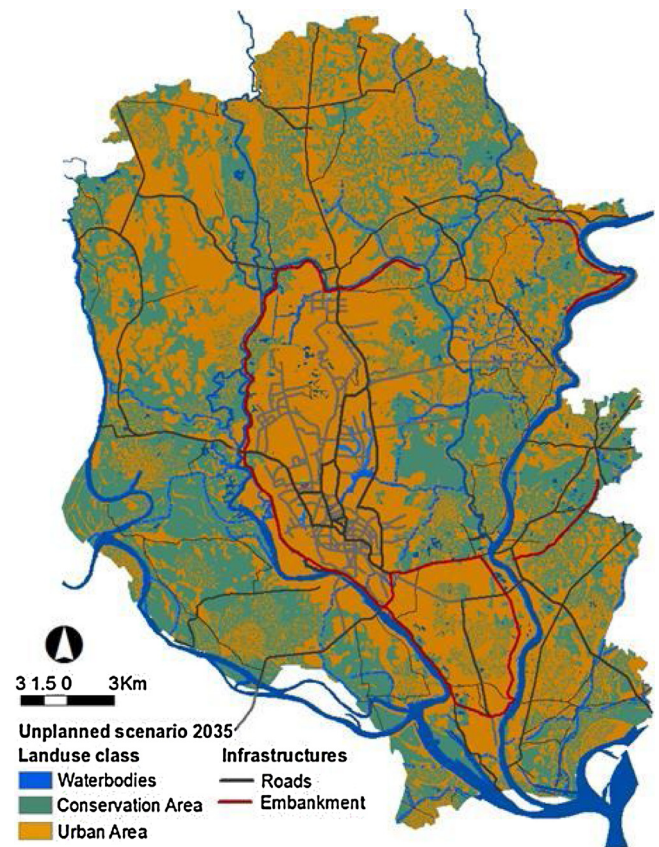 3 1.5 0 3Km
Unplanned scenario 2035
Landuse class Infrastructures
Waterbodies Roads
Conservation Area Embankment
Urban Area